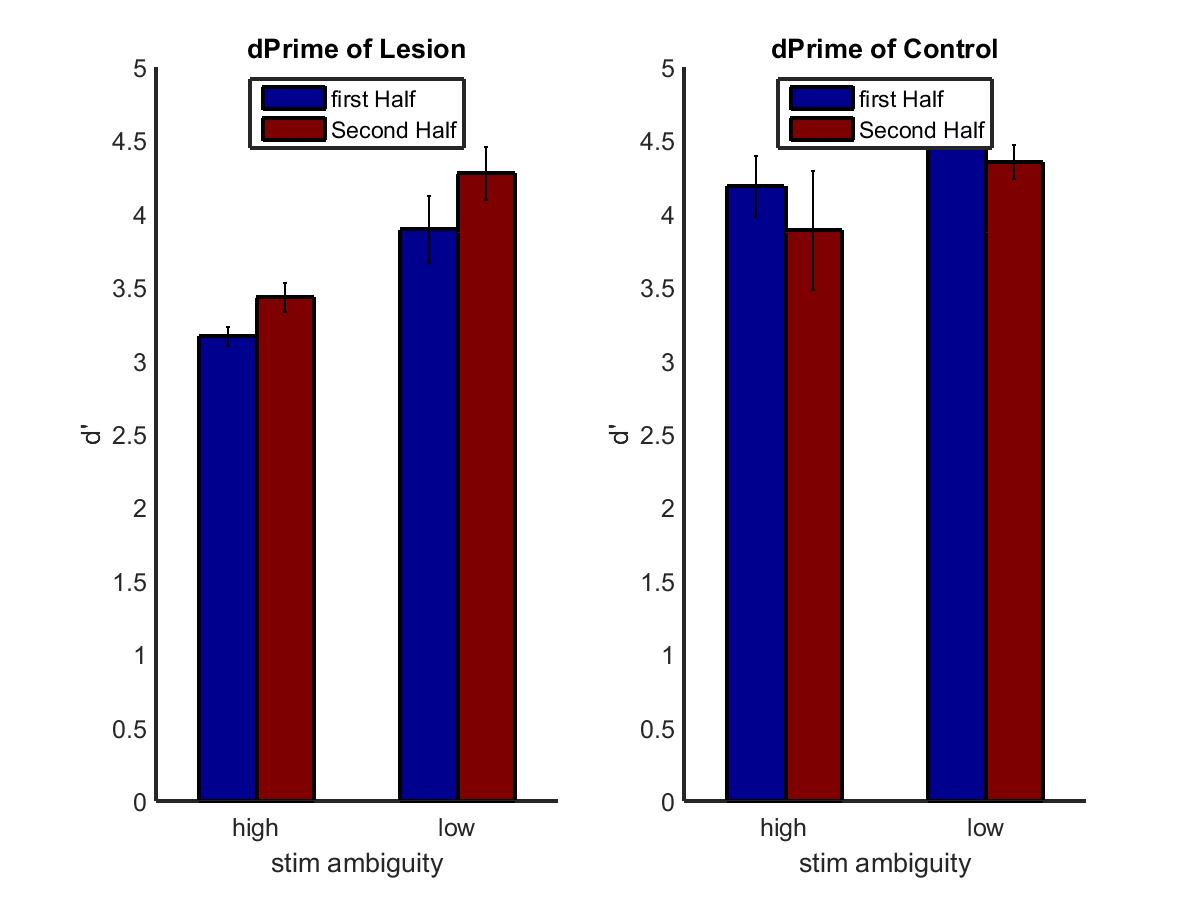 dPrime of Lesion
5
4.5
4
3.5
3
2.5
2
1.5
1
0.5
0
d'
first Half
Second Half
high low
stim ambiguity
dPrime of Control
5
4.5
4
3.5
3
2.5
2
1.5
1
0.5
0
d'
first Half
Second Half
high low
stim ambiguity